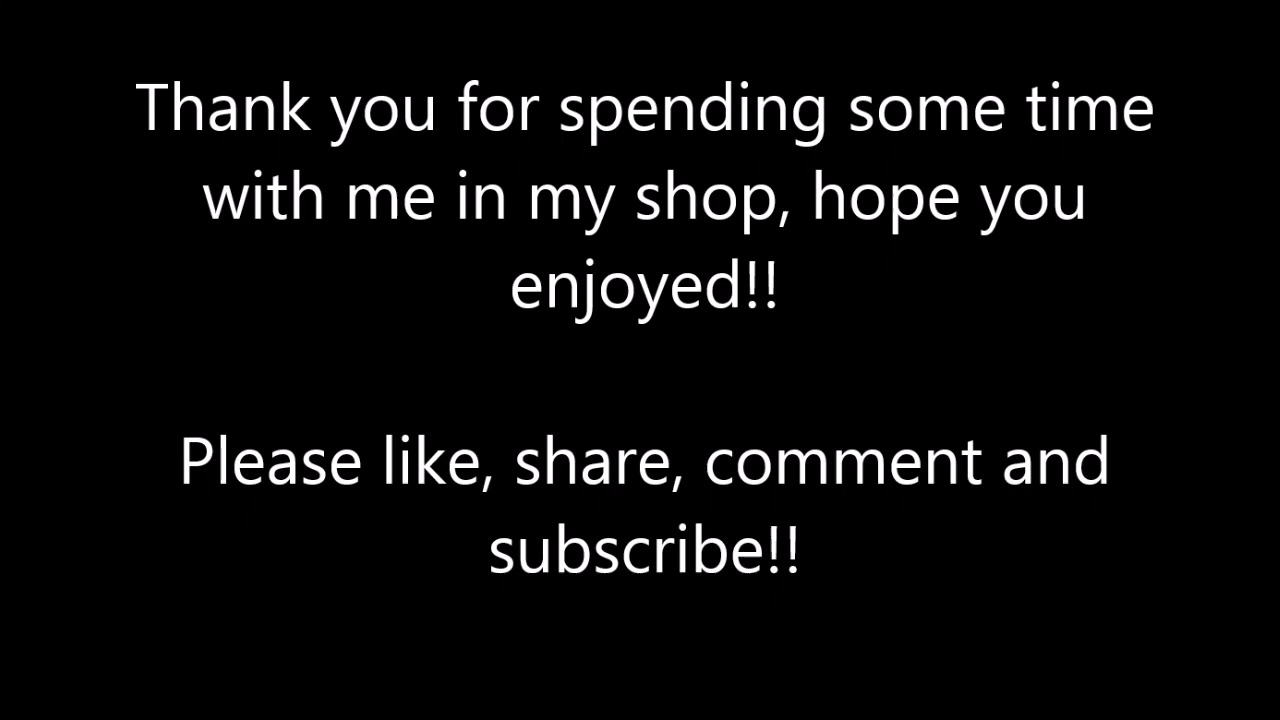 Thank you for spending some time
with me in my shop, hope you
enjoyed!!
Please like, share, comment and
subscribe!!